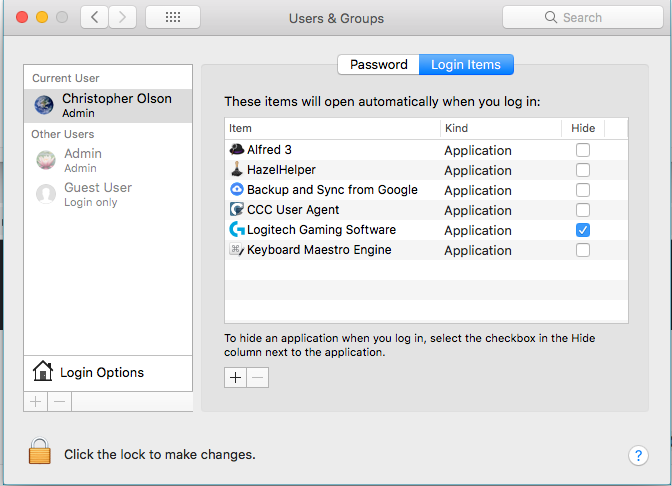 Users & Groups
Search
Password
Login Items
Current User
Christopher Olson
Admin
Other Users
Admin
Admin
Guest User
Login only
Login Options
These items will open automatically when you log in:
Item Kind Hide
Alfred 3 Application
HazelHelper Application
Backup and Sync from Google Application
CCC User Agent Application
Logitech Gaming Software Application
Keyboard Maestro Engine Application
To hide an application when you log in, select the checkbox in the Hide
column next to the application.
Click the lock to make changes.
?